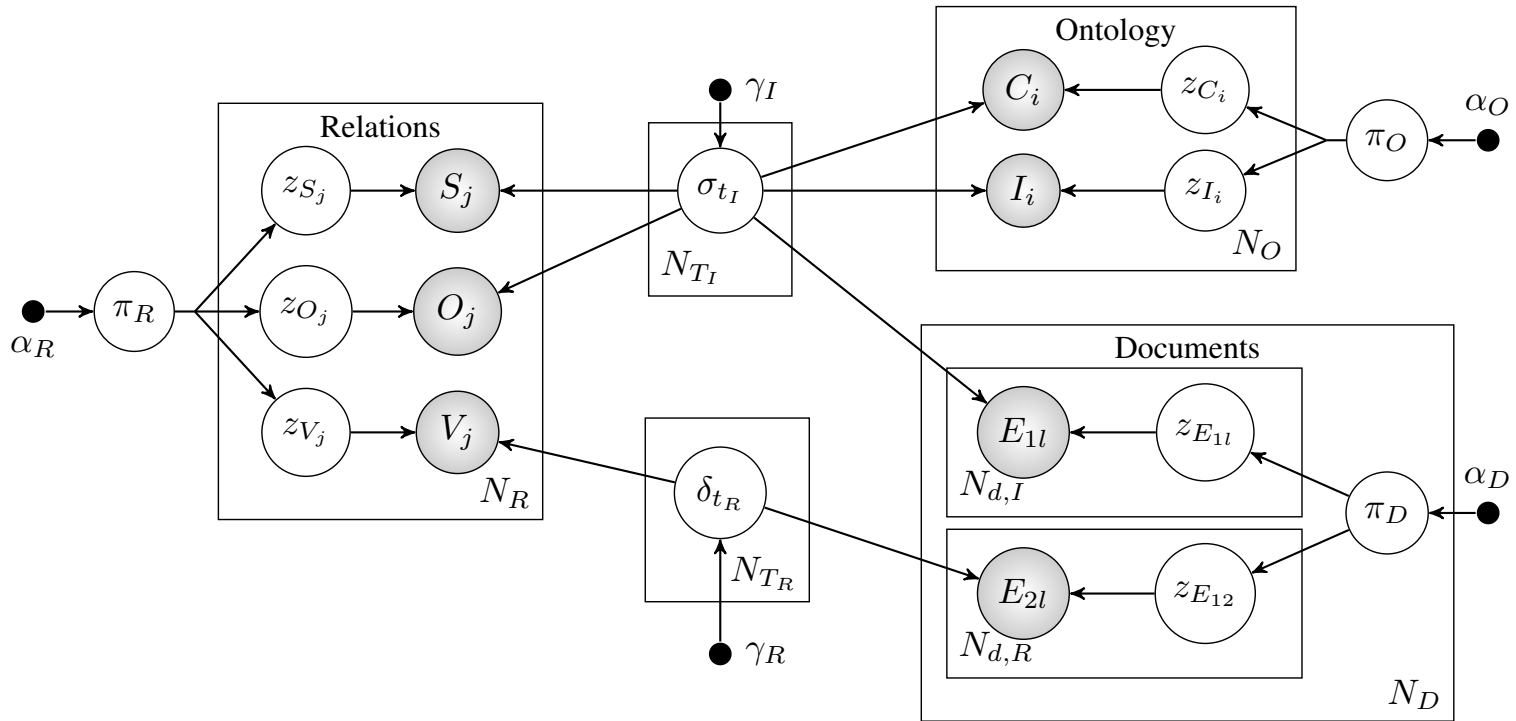 Ontology
γ_I
C_i
z_{C_i}
α_O
Relations
π_O
z_{S_j}
S_j
σ_{t_I}
I_i
z_{I_i}
N_O
N_{T_I}
π_R
z_{O_j}
O_j
α_R
Documents
z_{V_j}
V_j
E_{1l}
z_{E_{1l}}
N_R
δ_{t_R}
N_{d,I}
α_D
π_D
N_{T_R}
E_{2l}
z_{E_{12}}
γ_R
N_{d,R}
N_D